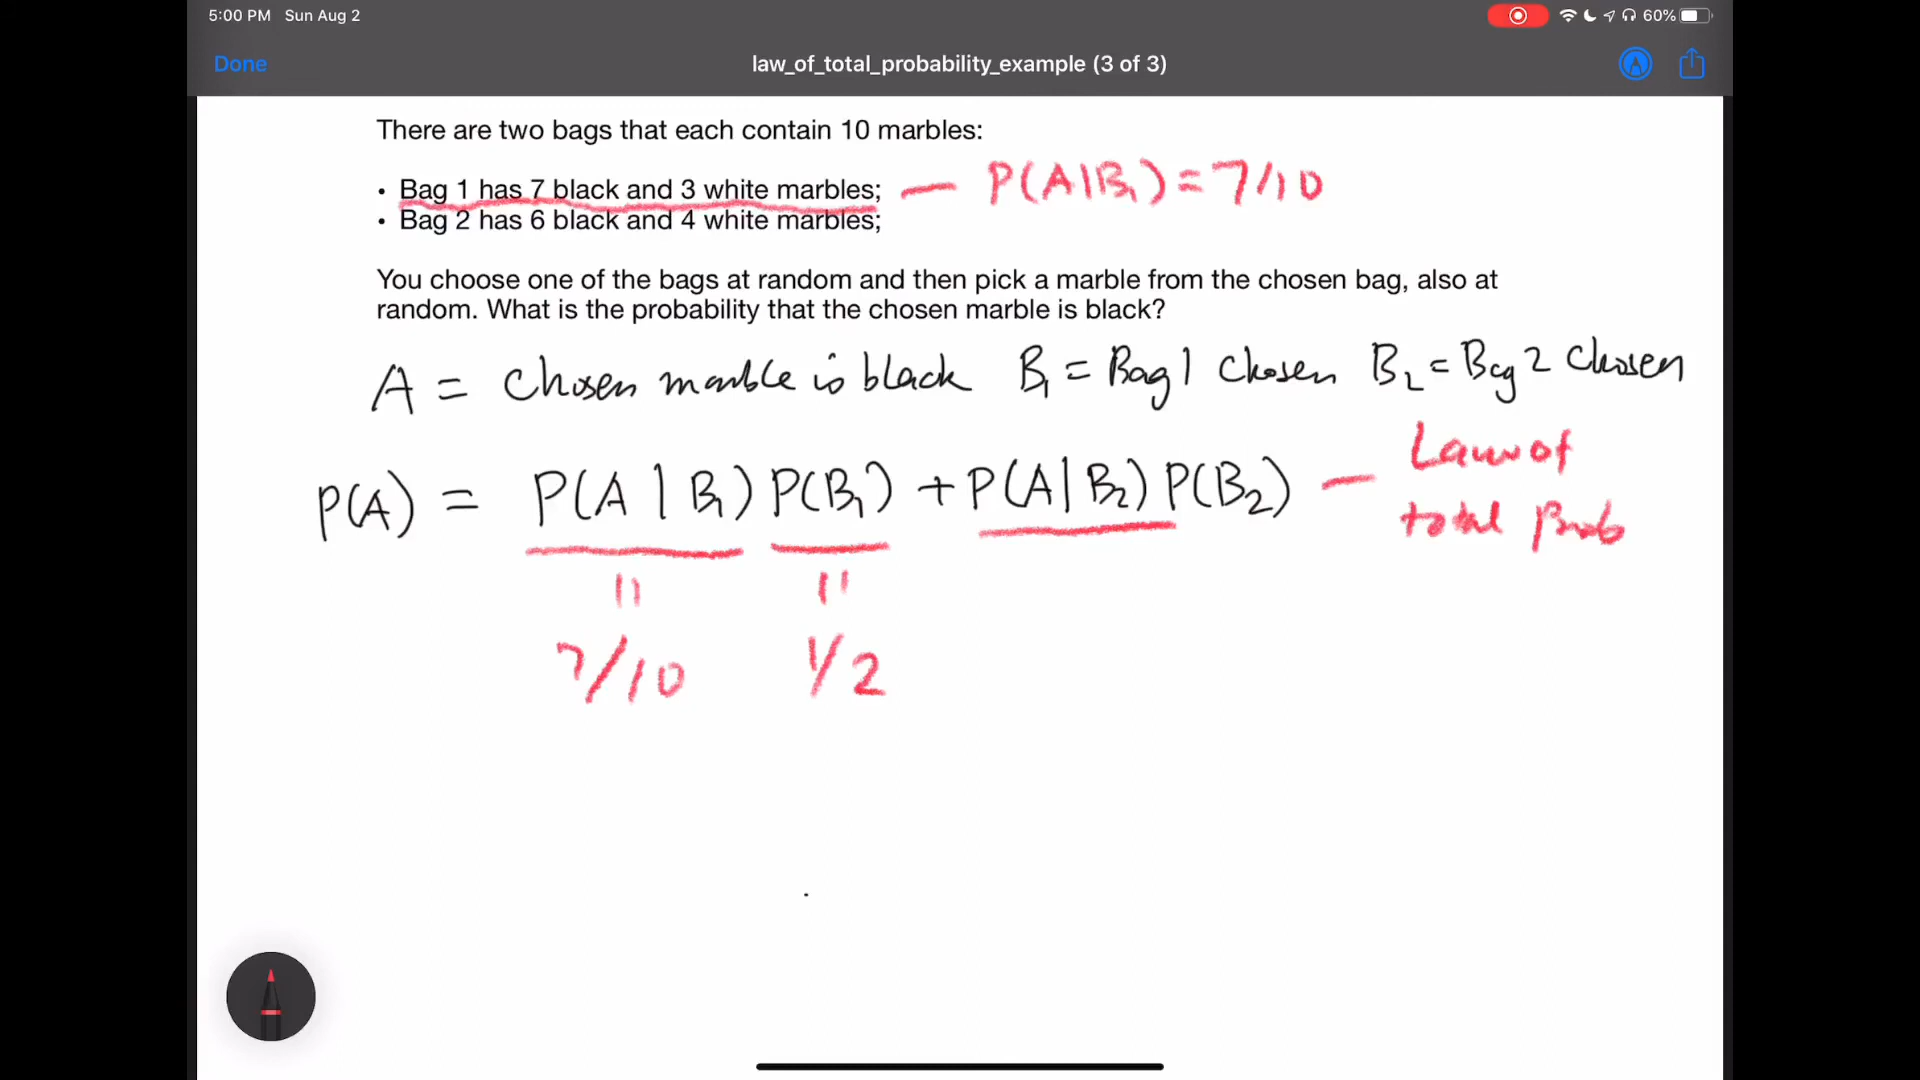 5:00 PM Sun Aug 2 60%
Done law_of_total_probability_example (3 of 3)
There are two bags that each contain 10 marbles:
• Bag 1 has 7 black and 3 white marbles; — P(A|B₁) = 7/10
• Bag 2 has 6 black and 4 white marbles;
You choose one of the bags at random and then pick a marble from the chosen bag, also at
random. What is the probability that the chosen marble is black?
A = Chosen marble is black B₁ = Bag 1 Chosen B₂ = Bag 2 Chosen
P(A) = P(A | B₁) P(B₁) + P(A | B₂) P(B₂) — Law of
total Prob
||  ||
7/10 1/2